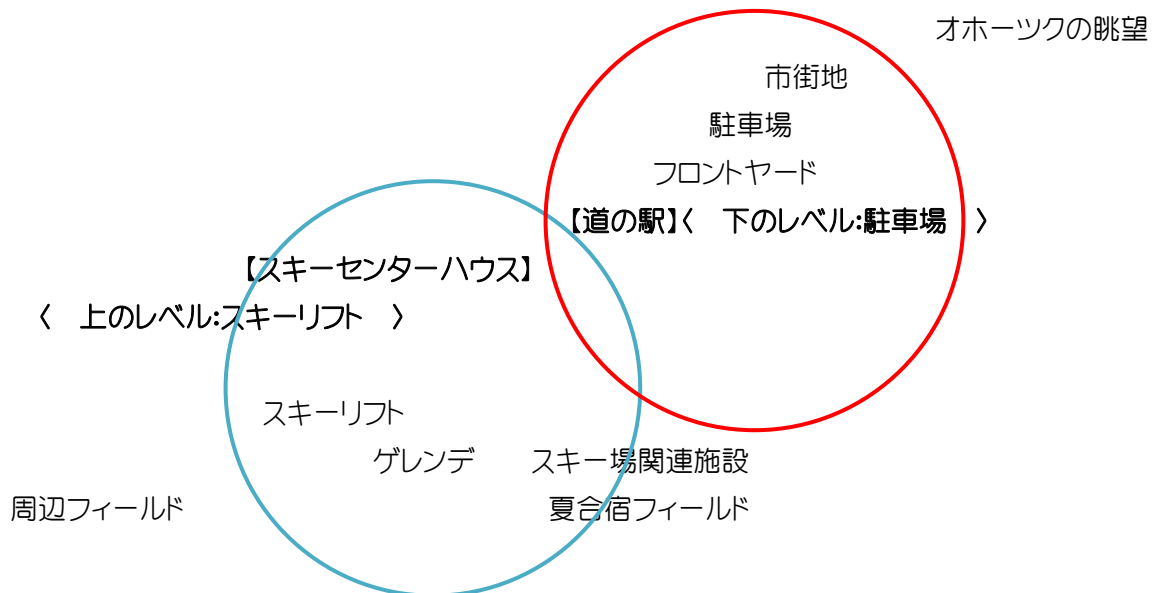 オホーツクの眺望
市街地
駐車場
フロントヤード
【道の駅】〈　下のレベル:駐車場　〉
【スキーセンターハウス】
〈　上のレベル:スキーリフト　〉
スキーリフト
ゲレンデ　スキー場関連施設
周辺フィールド　夏合宿フィールド